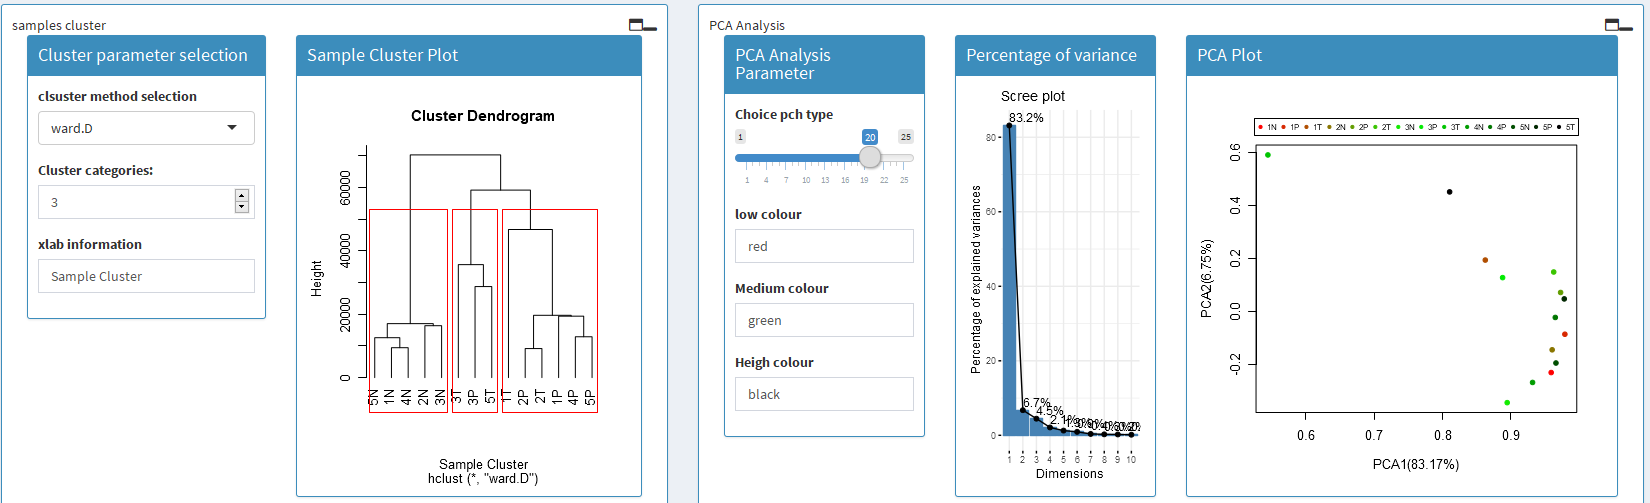 samples cluster
Cluster parameter selection
clsuster method selection
ward.D
Cluster categories:
3
xlab information
Sample Cluster
Sample Cluster Plot
Cluster Dendrogram
Height
0
20000
40000
60000
5N 1N 4N 2N 3N 3T 3P 5T 1T 2P 2T 1P 4P 5P
Sample Cluster
hclust (*, "ward.D")
PCA Analysis
PCA Analysis
Parameter
Choice pch type
1 20 25
1 4 7 10 13 16 19 22 25
low colour
red
Medium colour
green
Heigh colour
black
Percentage of variance
Scree plot
Percentage of explained variances
80
60
40
20
0
83.2%
6.7%
4.5%
2.1%
1 2 3 4 5 6 7 8 9 10
Dimensions
PCA Plot
1N 1P 1T 2N 2P 2T 3N 3P 3T 4N 4P 5N 5P 5T
PCA2(6.75%)
0.6
0.4
0.2
0.0
-0.2
0.6 0.7 0.8 0.9
PCA1(83.17%)